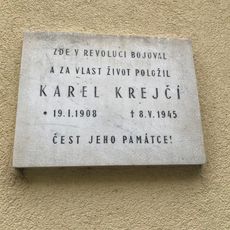 ZDE V REVOLUCI BOJOVAL
A ZA VLAST ŽIVOT POLOŽIL
KAREL KREJČÍ
* 19.I.1908 † 8.V.1945
ČEST JEHO PAMÁTCE!